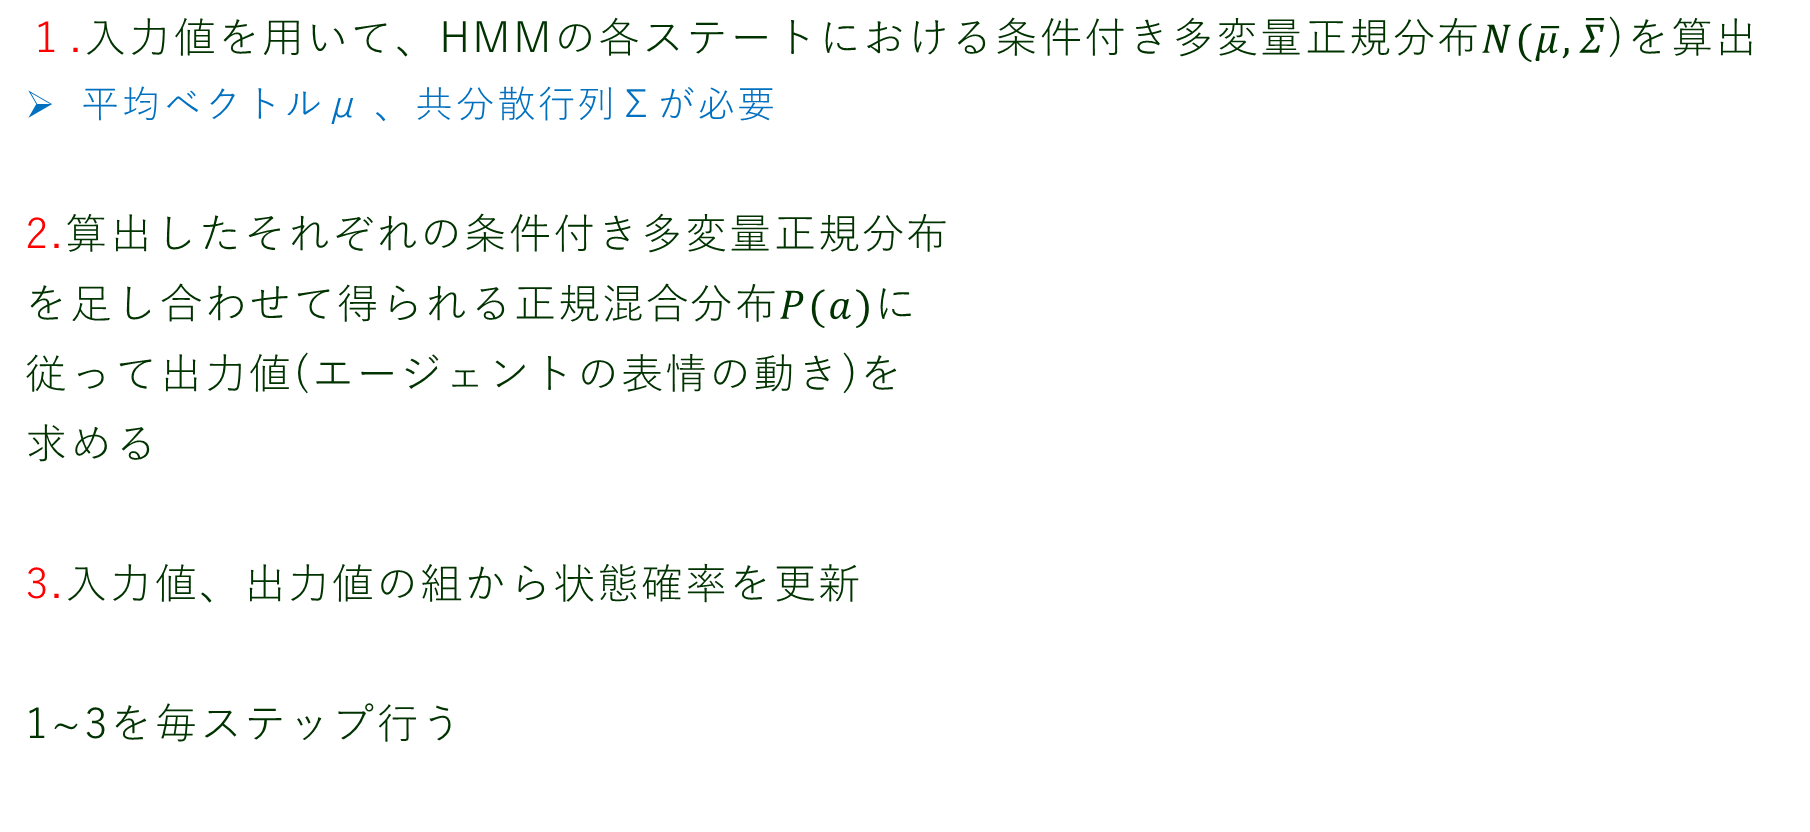 1.入力値を用いて、HMMの各ステートにおける条件付き多変量正規分布N(μ̄, Σ̄)を算出
➢ 平均ベクトルμ 、共分散行列Σが必要
2.算出したそれぞれの条件付き多変量正規分布
を足し合わせて得られる正規混合分布P(a)に
従って出力値(エージェントの表情の動き)を
求める
3.入力値、出力値の組から状態確率を更新
1~3を毎ステップ行う